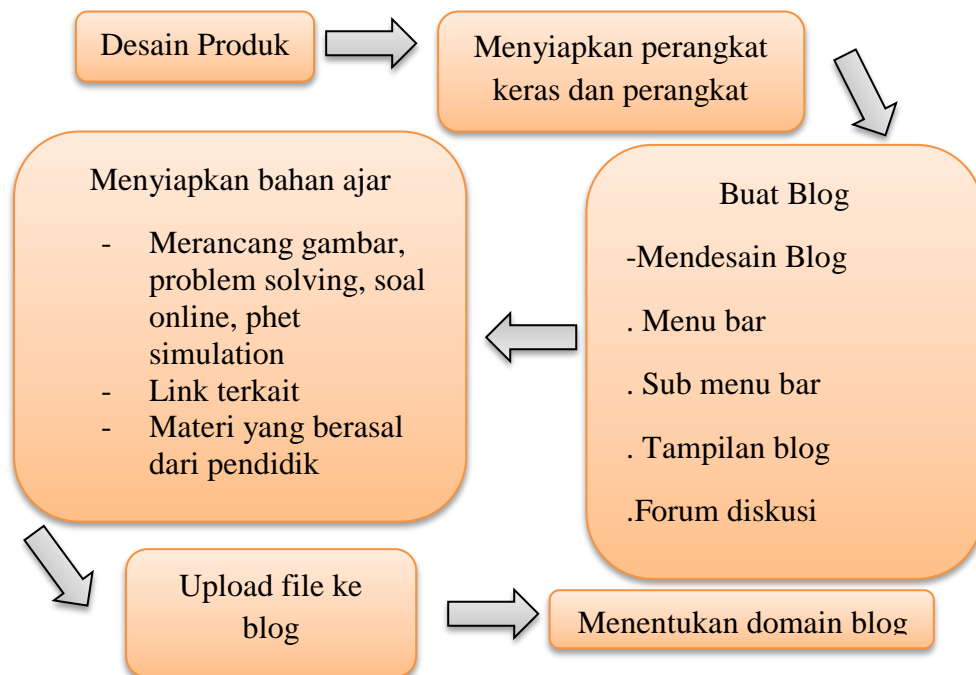 Desain Produk
Menyiapkan perangkat
keras dan perangkat
Buat Blog
-Mendesain Blog
. Menu bar
. Sub menu bar
. Tampilan blog
.Forum diskusi
Menyiapkan bahan ajar
- Merancang gambar,
problem solving, soal
online, phet
simulation
- Link terkait
- Materi yang berasal
dari pendidik
Upload file ke
blog
Menentukan domain blog